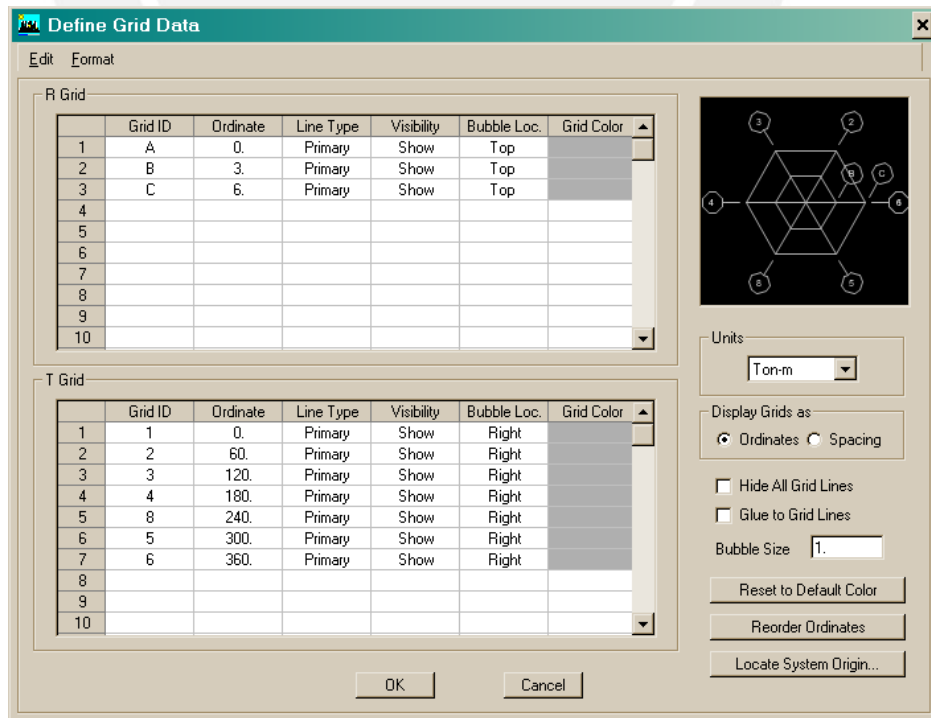 Define Grid Data
Edit Format
R Grid
Grid ID Ordinate Line Type Visibility Bubble Loc. Grid Color
1 A 0. Primary Show Top
2 B 3. Primary Show Top
3 C 6. Primary Show Top
4
5
6
7
8
9
10
3 2
B C
4 6
8 5
Units
Ton-m
T Grid
Grid ID Ordinate Line Type Visibility Bubble Loc. Grid Color
1 1 0. Primary Show Right
2 2 60. Primary Show Right
3 3 120. Primary Show Right
4 4 180. Primary Show Right
5 8 240. Primary Show Right
6 5 300. Primary Show Right
7 6 360. Primary Show Right
8
9
10
Display Grids as
Ordinates Spacing
Hide All Grid Lines
Glue to Grid Lines
Bubble Size 1.
Reset to Default Color
Reorder Ordinates
Locate System Origin...
OK Cancel